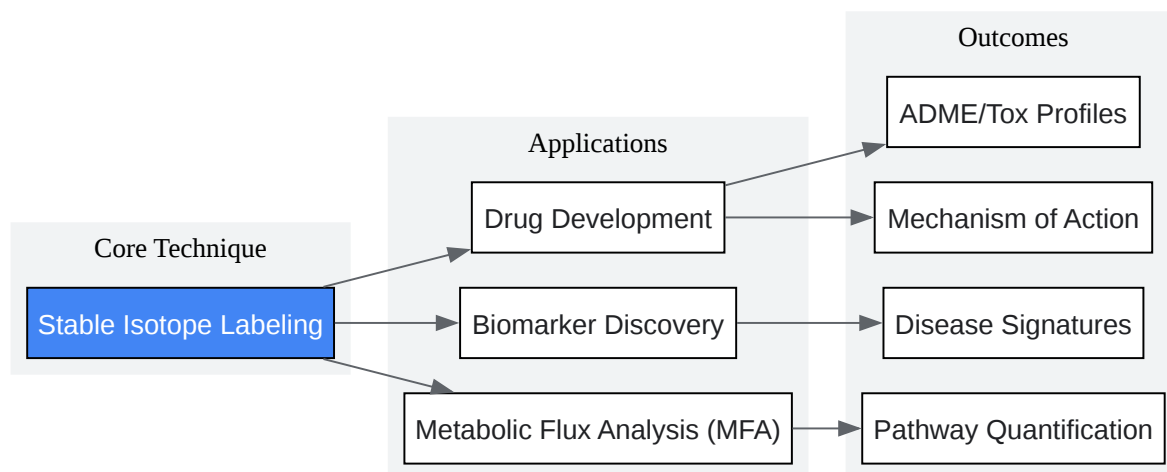 Core Technique
Stable Isotope Labeling
Applications
Drug Development
Biomarker Discovery
Metabolic Flux Analysis (MFA)
Outcomes
ADME/Tox Profiles
Mechanism of Action
Disease Signatures
Pathway Quantification